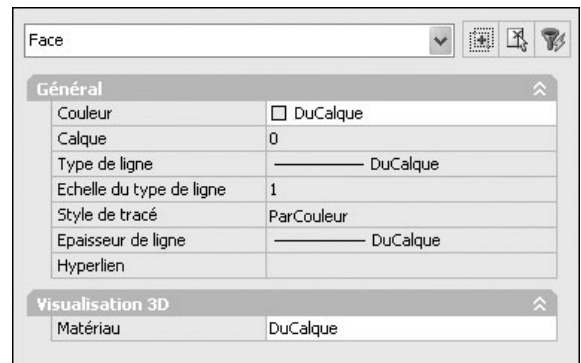 Face
Général
Couleur DuCalque
Calque 0
Type de ligne DuCalque
Echelle du type de ligne 1
Style de tracé ParCouleur
Epaisseur de ligne DuCalque
Hyperlien
Visualisation 3D
Matériau DuCalque